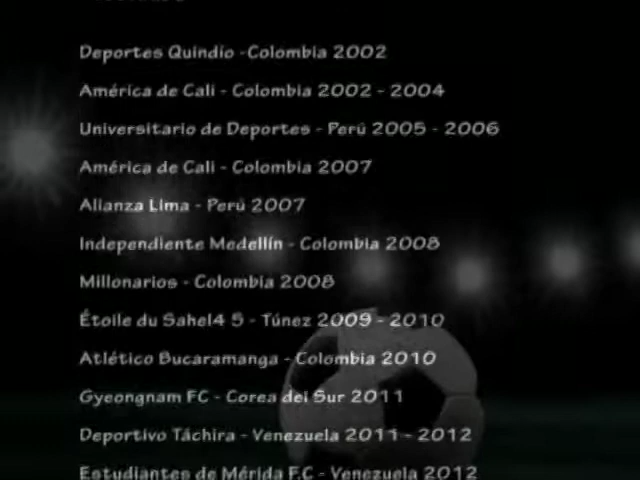 Deportes Quindío -Colombia 2002
América de Cali - Colombia 2002 - 2004
Universitario de Deportes - Perú 2005 - 2006
América de Cali - Colombia 2007
Alianza Lima - Perú 2007
Independiente Medellín - Colombia 2008
Millonarios - Colombia 2008
Étoile du Sahel4 5 - Túnez 2009 - 2010
Atlético Bucaramanga - Colombia 2010
Gyeongnam FC - Corea del Sur 2011
Deportivo Táchira - Venezuela 2011 - 2012
Estudiantes de Mérida F.C - Venezuela 2012